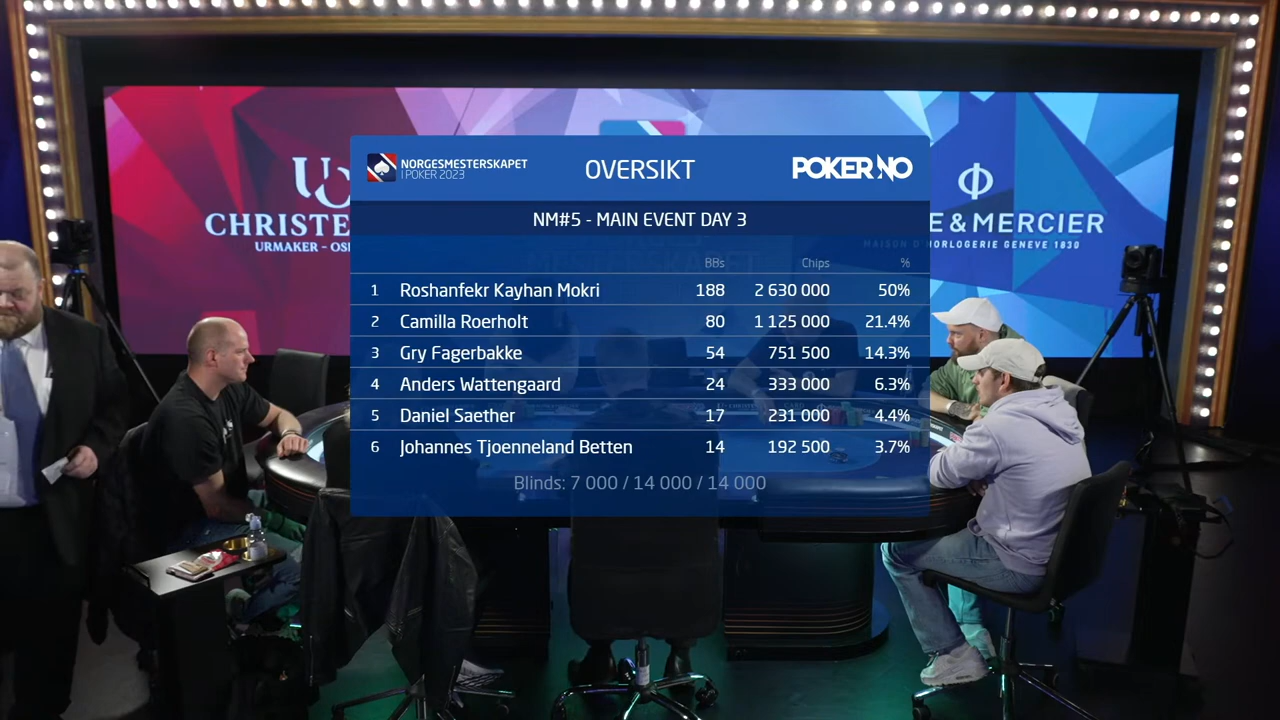 NORGESMESTERSKAPET
I POKER 2023
OVERSIKT
POKER NO
NM#5 - MAIN EVENT DAY 3
BBs Chips %
1 Roshanfekr Kayhan Mokri 188 2 630 000 50%
2 Camilla Roerholt 80 1 125 000 21.4%
3 Gry Fagerbakke 54 751 500 14.3%
4 Anders Wattengaard 24 333 000 6.3%
5 Daniel Saether 17 231 000 4.4%
6 Johannes Tjoenneland Betten 14 192 500 3.7%
Blinds: 7 000 / 14 000 / 14 000
UC
CHRISTE
URMAKER - OS
E & MERCIER
MAISON D'HORLOGERIE GENEVE 1830